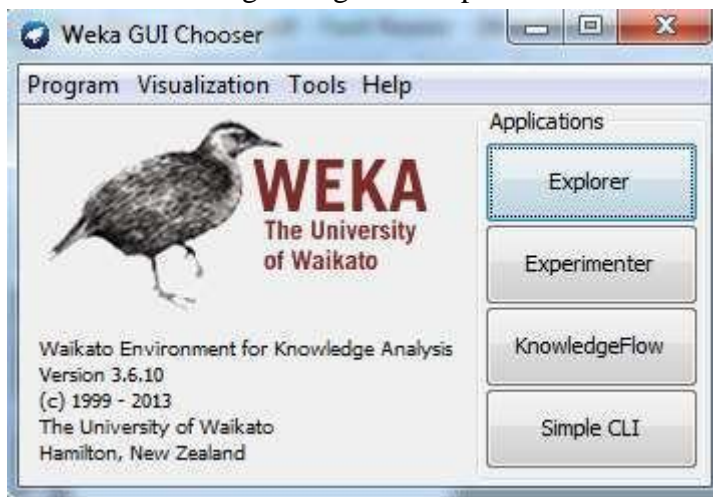 Weka GUI Chooser
Program Visualization Tools Help
WEKA
The University
of Waikato
Waikato Environment for Knowledge Analysis
Version 3.6.10
(c) 1999 - 2013
The University of Waikato
Hamilton, New Zealand
Applications
Explorer
Experimenter
KnowledgeFlow
Simple CLI